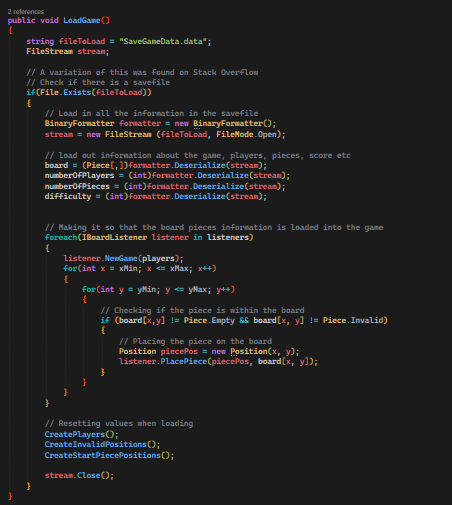 2 references
public void LoadGame()
{
string fileToLoad = "SaveGameData.data";
FileStream stream;
// A variation of this was found on Stack Overflow
// Check if there is a savefile
if(File.Exists(fileToLoad))
{
// Load in all the information in the savefile
BinaryFormatter formatter = new BinaryFormatter();
stream = new FileStream (fileToLoad, FileMode.Open);
// load out information about the game, players, pieces, score etc
board = (Piece[,])formatter.Deserialize(stream);
numberOfPlayers = (int)formatter.Deserialize(stream);
numberOfPieces = (int)formatter.Deserialize(stream);
difficulty = (int)formatter.Deserialize(stream);
// Making it so that the board pieces information is loaded into the game
foreach(IBoardListener listener in listeners)
{
listener.NewGame(players);
for(int x = xMin; x <= xMax; x++)
{
for(int y = yMin; y <= yMax; y++)
{
// Checking if the piece is within the board
if (board[x,y] != Piece.Empty && board[x, y] != Piece.Invalid)
{
// Placing the piece on the board
Position piecePos = new Position(x, y);
listener.PlacePiece(piecePos, board[x, y]);
}
}
}
}
// Resetting values when loading
CreatePlayers();
CreateInvalidPositions();
CreateStartPiecePositions();
stream.Close();
}
}